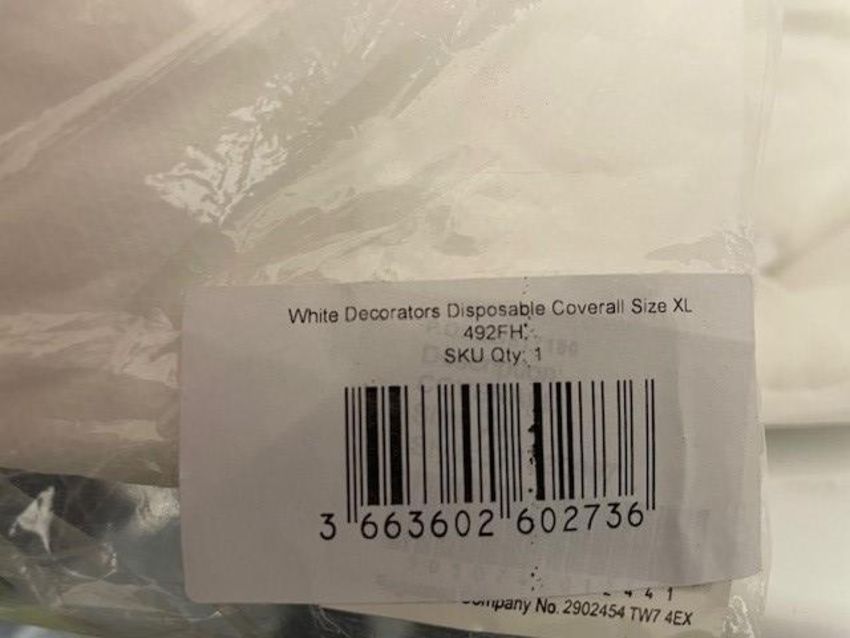 White Decorators Disposable Coverall Size XL
492FH
SKU Qty: 1
3 663602 602736
Company No. 2902454 TW7 4EX